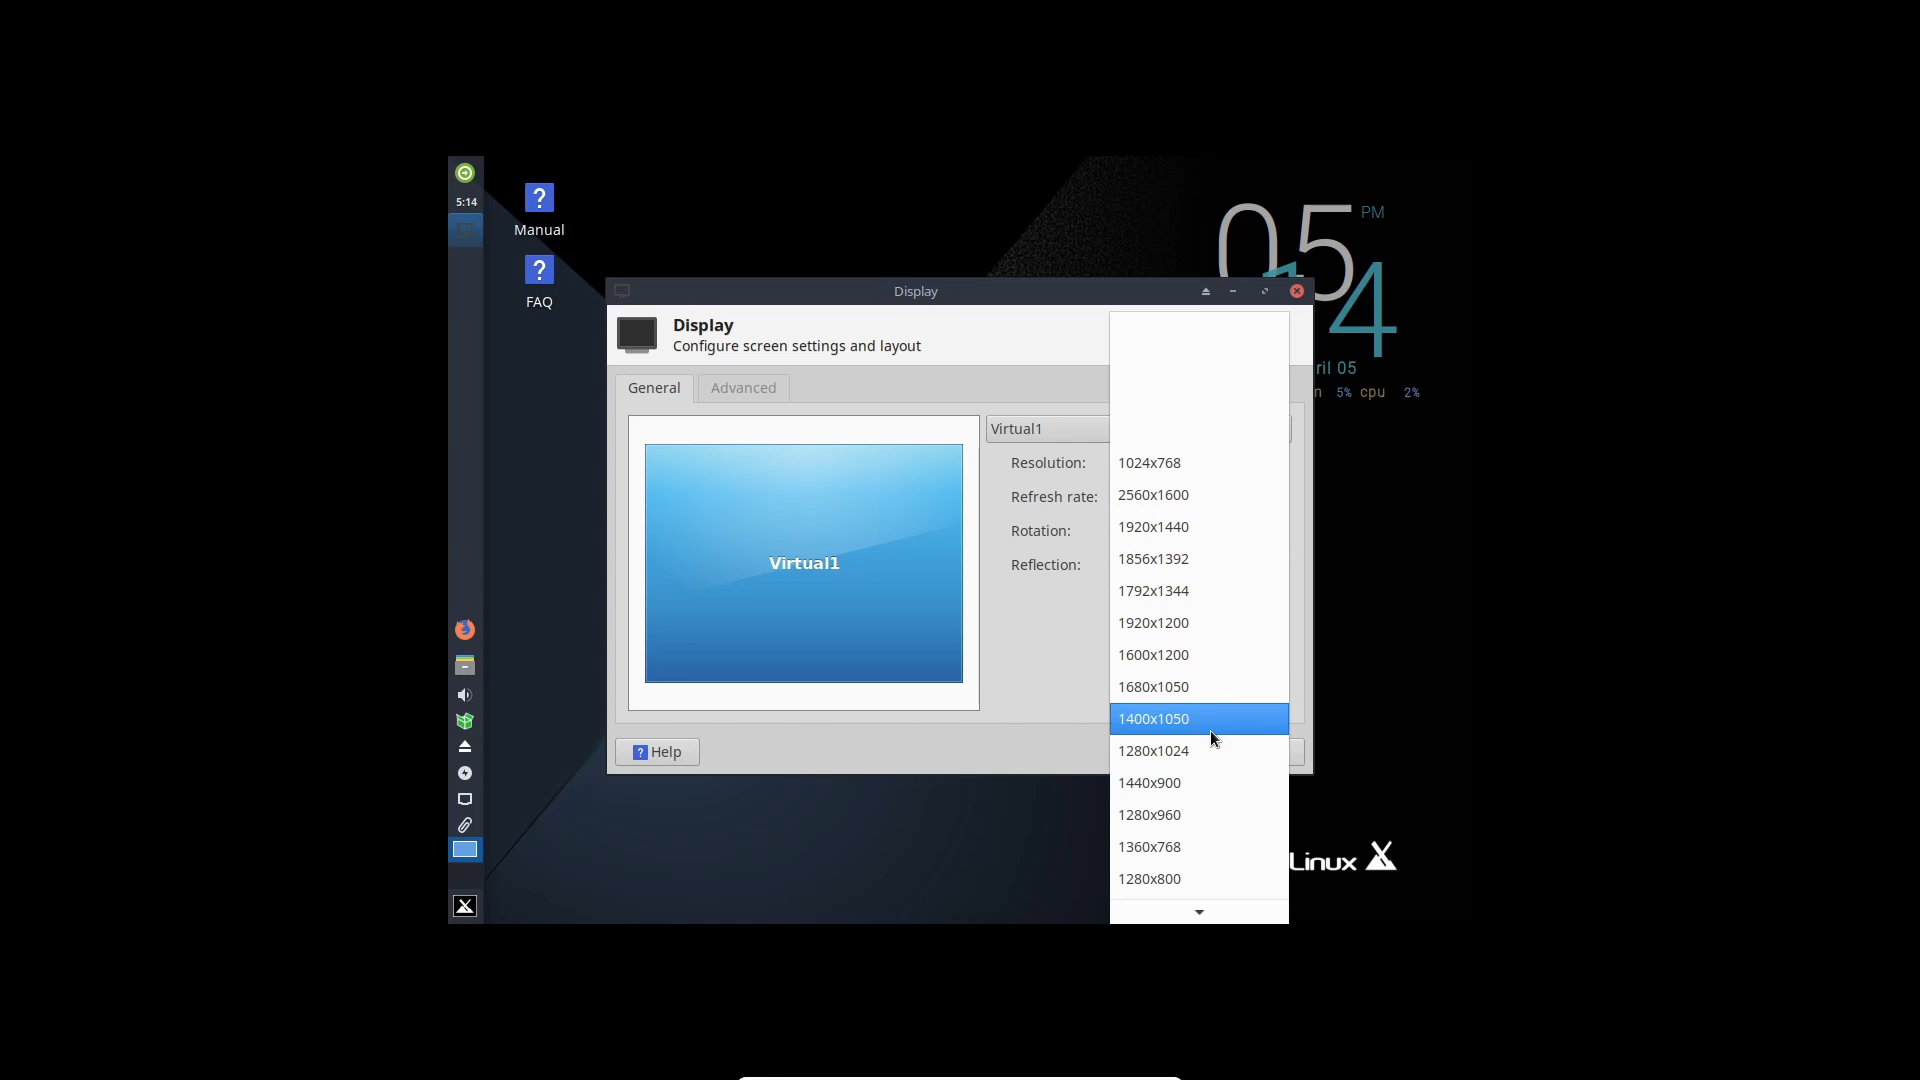 5:14
Manual
FAQ
05 PM
14
ril 05
n 5% cpu 2%
Display
Display
Configure screen settings and layout
General Advanced
Virtual1
Virtual1
Resolution:
Refresh rate:
Rotation:
Reflection:
1024x768
2560x1600
1920x1440
1856x1392
1792x1344
1920x1200
1600x1200
1680x1050
1400x1050
1280x1024
1440x900
1280x960
1360x768
1280x800
Help
Linux